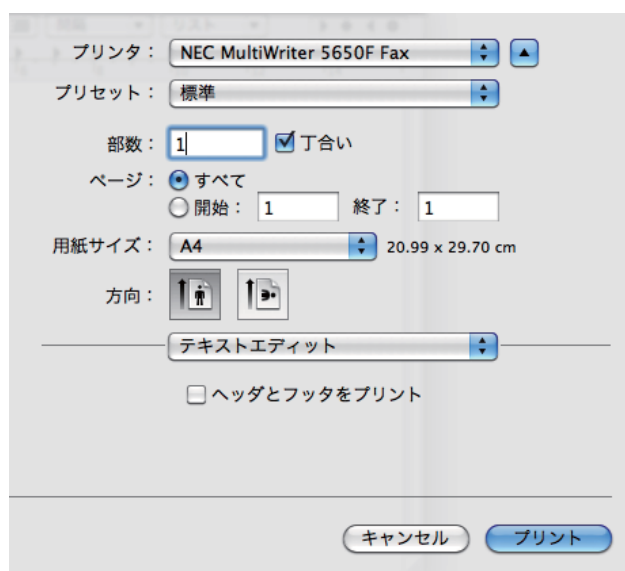 プリンタ： NEC MultiWriter 5650F Fax
プリセット： 標準
部数： 1 丁合い
ページ： すべて
開始： 1 終了： 1
用紙サイズ： A4 20.99 x 29.70 cm
方向：
テキストエディット
ヘッダとフッタをプリント
キャンセル プリント